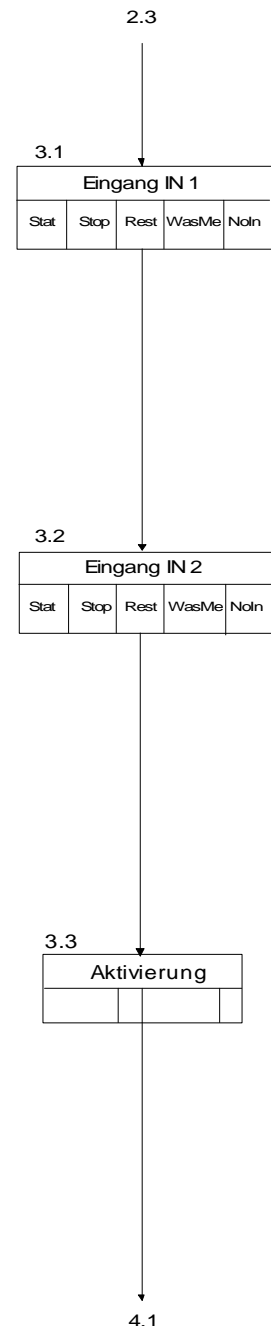 2.3
3.1
Eingang IN 1
Stat Stop Rest WasMe NoIn
3.2
Eingang IN 2
Stat Stop Rest WasMe NoIn
3.3
Aktivierung
4.1